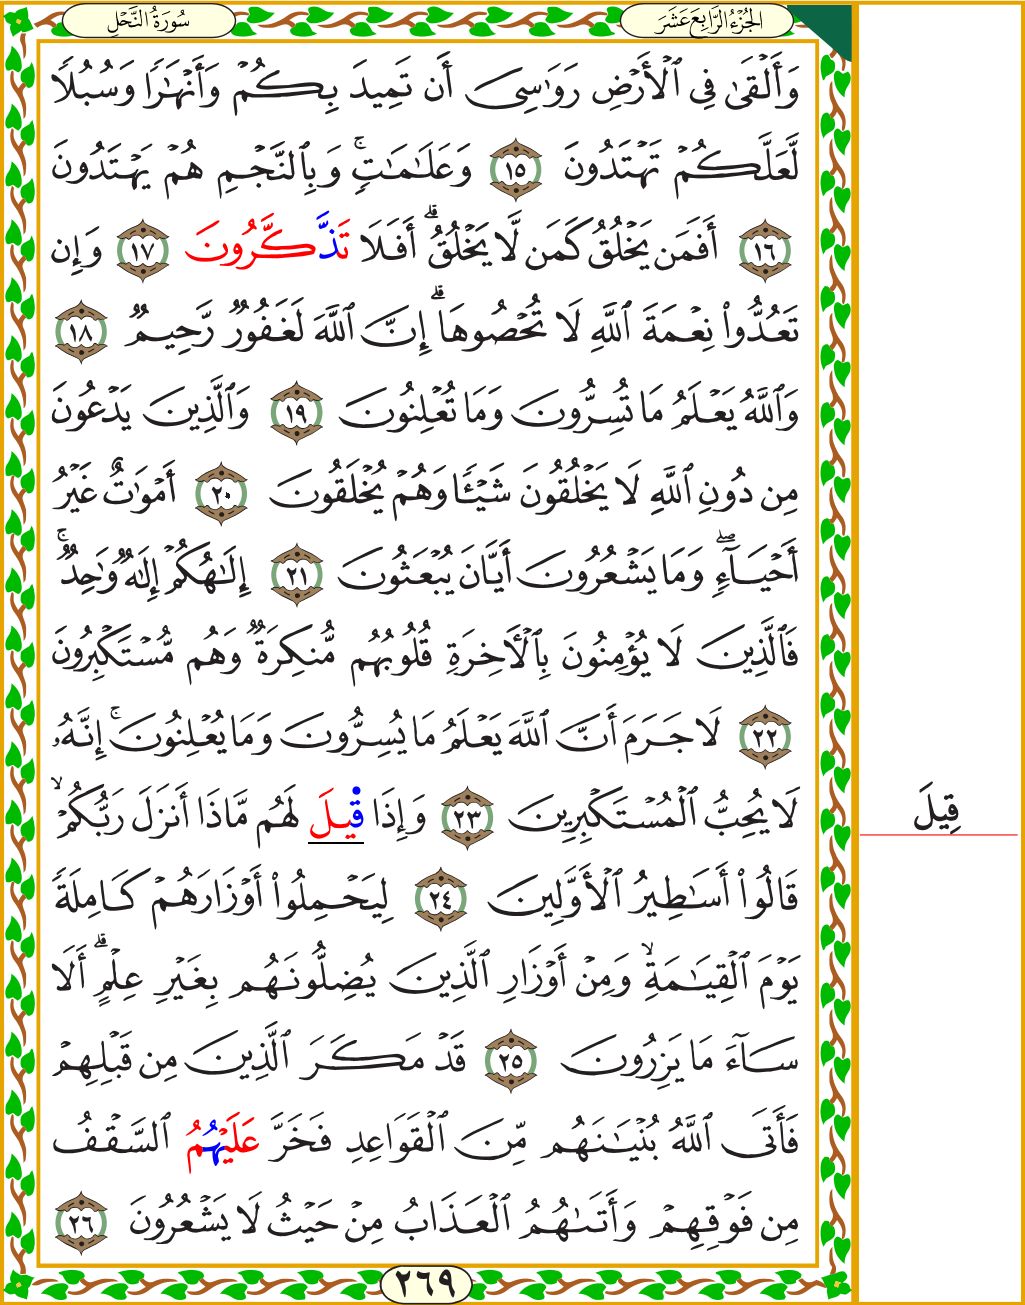 سُورَةُ النَّحْلِ
الجُزْءُ الرَّابِعَ عَشَرَ
وَأَلْقَىٰ فِى ٱلْأَرْضِ رَوَٰسِىَ أَن تَمِيدَ بِكُمْ وَأَنْهَـٰرًا وَسُبُلًا
لَّعَلَّكُمْ تَهْتَدُونَ ١٥ وَعَلَـٰمَـٰتٍ ۚ وَبِٱلنَّجْمِ هُمْ يَهْتَدُونَ
١٦ أَفَمَن يَخْلُقُ كَمَن لَّا يَخْلُقُ ۗ أَفَلَا تَذَّكَّرُونَ ١٧ وَإِن
تَعُدُّوا۟ نِعْمَةَ ٱللَّهِ لَا تُحْصُوهَا ۗ إِنَّ ٱللَّهَ لَغَفُورٌ رَّحِيمٌ ١٨
وَٱللَّهُ يَعْلَمُ مَا تُسِرُّونَ وَمَا تُعْلِنُونَ ١٩ وَٱلَّذِينَ يَدْعُونَ
مِن دُونِ ٱللَّهِ لَا يَخْلُقُونَ شَيْـًٔا وَهُمْ يُخْلَقُونَ ٢٠ أَمْوَٰتٌ غَيْرُ
أَحْيَآءٍ ۖ وَمَا يَشْعُرُونَ أَيَّانَ يُبْعَثُونَ ٢١ إِلَـٰهُكُمْ إِلَـٰهٌ وَٰحِدٌ ۚ
فَٱلَّذِينَ لَا يُؤْمِنُونَ بِٱلْـَٔاخِرَةِ قُلُوبُهُم مُّنكِرَةٌ وَهُم مُّسْتَكْبِرُونَ
٢٢ لَا جَرَمَ أَنَّ ٱللَّهَ يَعْلَمُ مَا يُسِرُّونَ وَمَا يُعْلِنُونَ ۚ إِنَّهُۥ
لَا يُحِبُّ ٱلْمُسْتَكْبِرِينَ ٢٣ وَإِذَا قِيلَ لَهُم مَّاذَآ أَنزَلَ رَبُّكُمْ ۙ
قِيلَ
قَالُوٓا۟ أَسَـٰطِيرُ ٱلْأَوَّلِينَ ٢٤ لِيَحْمِلُوٓا۟ أَوْزَارَهُمْ كَامِلَةً
يَوْمَ ٱلْقِيَـٰمَةِ ۙ وَمِنْ أَوْزَارِ ٱلَّذِينَ يُضِلُّونَهُم بِغَيْرِ عِلْمٍ ۗ أَلَا
سَآءَ مَا يَزِرُونَ ٢٥ قَدْ مَكَرَ ٱلَّذِينَ مِن قَبْلِهِمْ
فَأَتَى ٱللَّهُ بُنْيَـٰنَهُم مِّنَ ٱلْقَوَاعِدِ فَخَرَّ عَلَيْهُمُ ٱلسَّقْفُ
مِن فَوْقِهِمْ وَأَتَىٰهُمُ ٱلْعَذَابُ مِنْ حَيْثُ لَا يَشْعُرُونَ ٢٦
٢٦٩